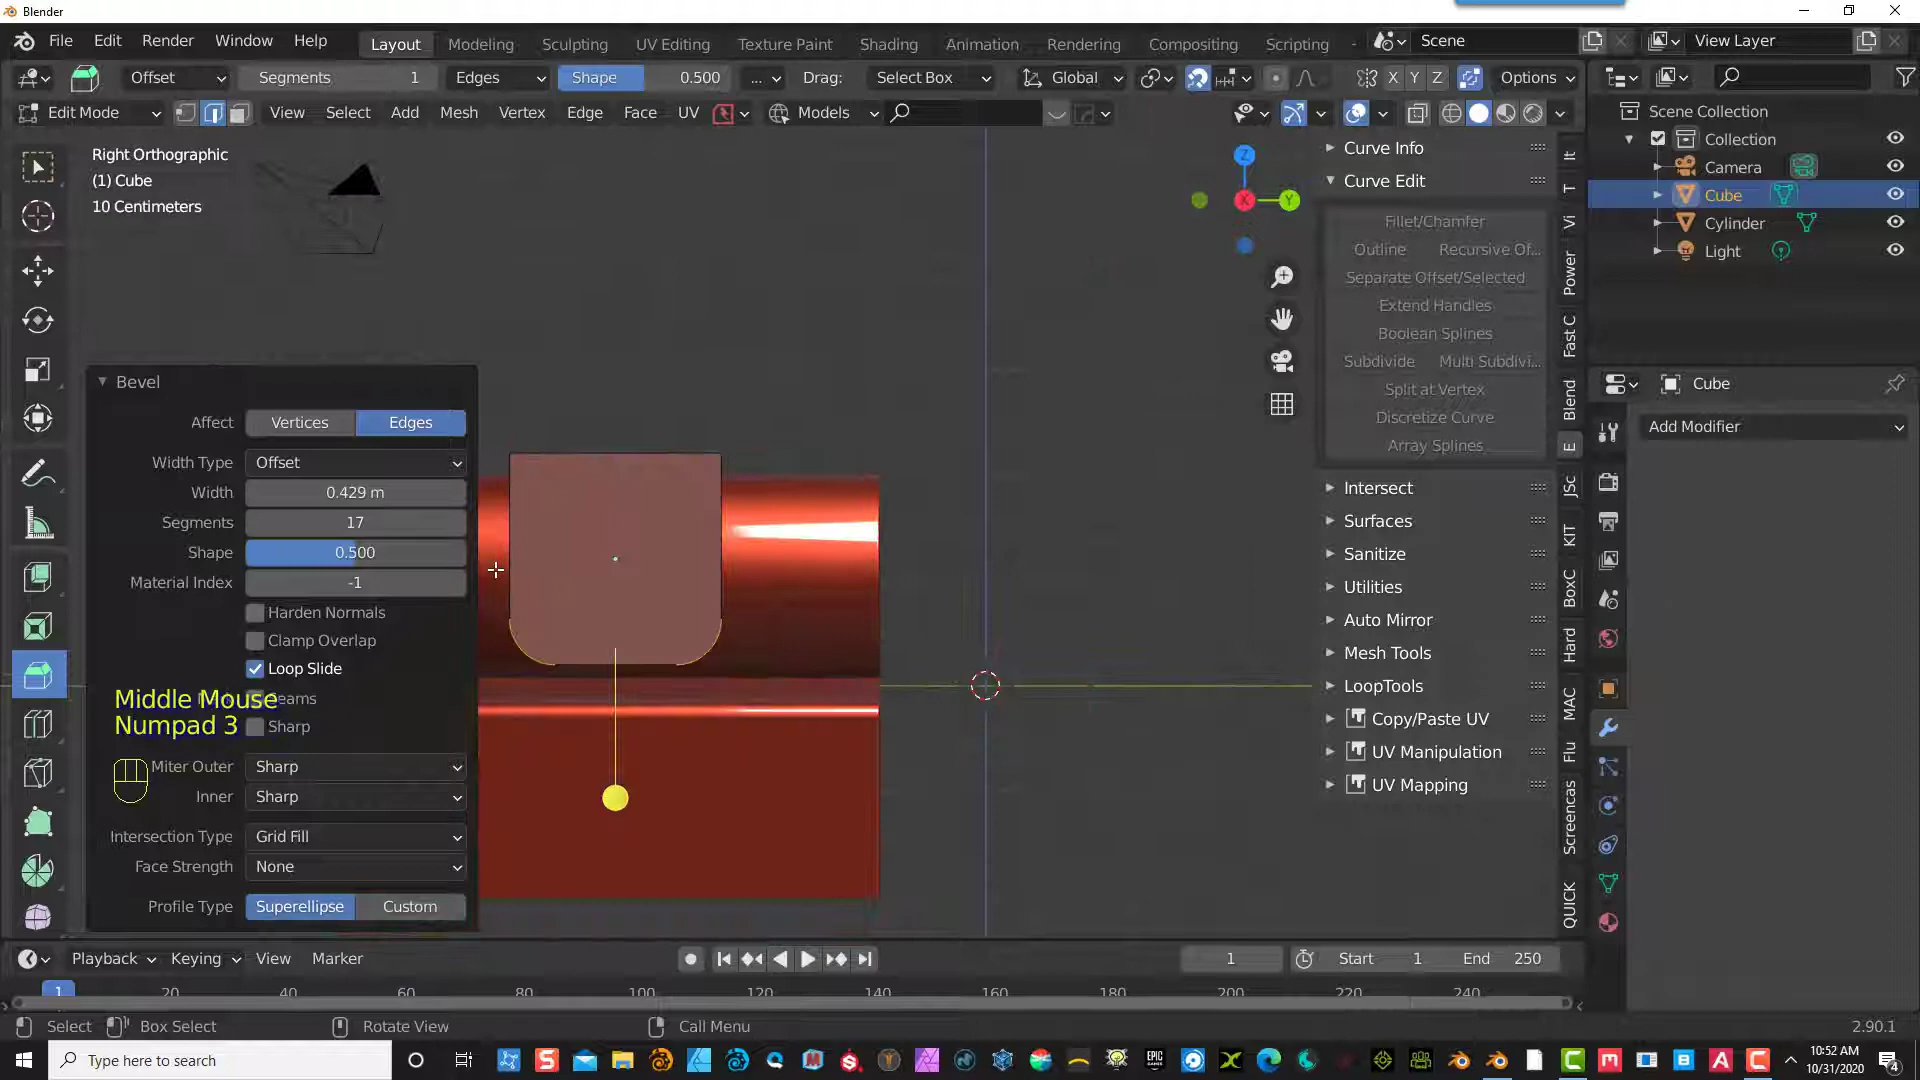 Blender
File Edit Render Window Help Layout Modeling Sculpting UV Editing Texture Paint Shading Animation Rendering Compositing Scripting Scene View Layer
Offset Segments 1 Edges Shape 0.500 ... Drag: Select Box Global X Y Z Options
Edit Mode View Select Add Mesh Vertex Edge Face UV Models
Right Orthographic
(1) Cube
10 Centimeters
Z
X
Y
Bevel
Affect Vertices Edges
Width Type Offset
Width 0.429 m
Segments 17
Shape 0.500
Material Index -1
Harden Normals
Clamp Overlap
Loop Slide
Seams
Sharp
Middle Mouse
Numpad 3
Miter Outer Sharp
Inner Sharp
Intersection Type Grid Fill
Face Strength None
Profile Type Superellipse Custom
Curve Info
Curve Edit
Fillet/Chamfer
Outline Recursive Of...
Separate Offset/Selected
Extend Handles
Boolean Splines
Subdivide Multi Subdivi...
Split at Vertex
Discretize Curve
Array Splines
Intersect
Surfaces
Sanitize
Utilities
Auto Mirror
Mesh Tools
LoopTools
Copy/Paste UV
UV Manipulation
UV Mapping
It
T
Vi
Power
Fast C
Blend
E
JSc
KIT
BoxC
Hard
MAC
Flu
Screencas
QUICK
Scene Collection
Collection
Camera
Cube
Cylinder
Light
Cube
Add Modifier
Playback Keying View Marker 1 Start 1 End 250
1 20 40 60 80 100 120 140 160 180 200 220 240
Select Box Select Rotate View Call Menu 2.90.1
Type here to search
10:52 AM
10/31/2020
4